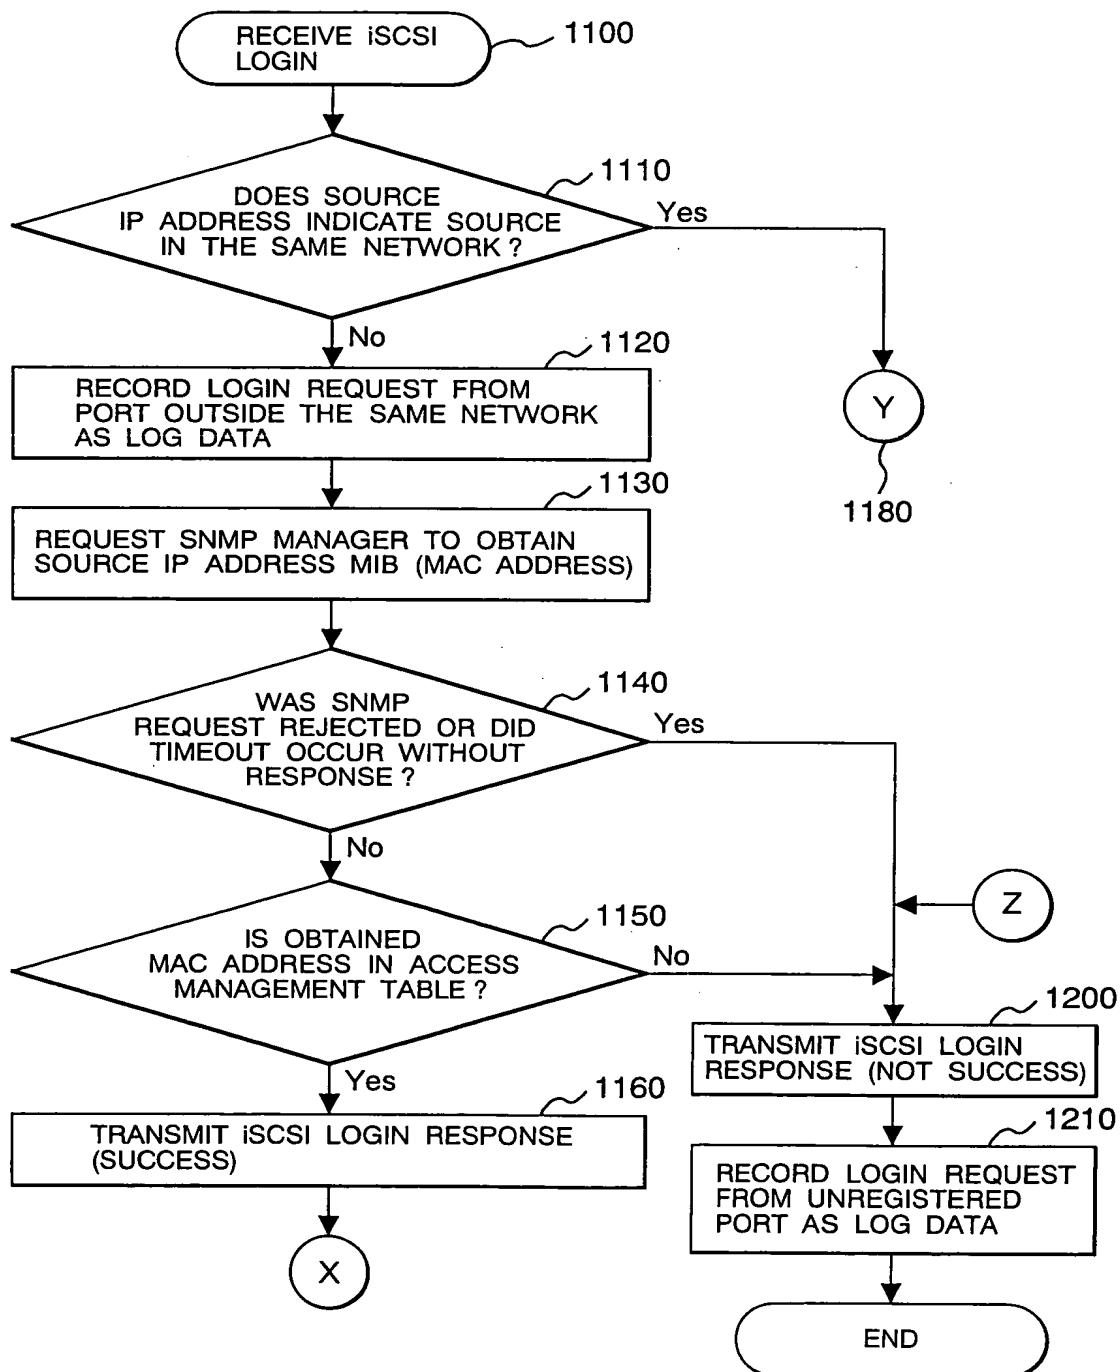 RECEIVE iSCSI
LOGIN
1100
1110
DOES SOURCE
IP ADDRESS INDICATE SOURCE
IN THE SAME NETWORK ?
Yes
No
1120
RECORD LOGIN REQUEST FROM
PORT OUTSIDE THE SAME NETWORK
AS LOG DATA
Y
1180
1130
REQUEST SNMP MANAGER TO OBTAIN
SOURCE IP ADDRESS MIB (MAC ADDRESS)
1140
WAS SNMP
REQUEST REJECTED OR DID
TIMEOUT OCCUR WITHOUT
RESPONSE ?
Yes
No
Z
1150
IS OBTAINED
MAC ADDRESS IN ACCESS
MANAGEMENT TABLE ?
No
Yes
1200
TRANSMIT iSCSI LOGIN
RESPONSE (NOT SUCCESS)
1160
TRANSMIT iSCSI LOGIN RESPONSE
(SUCCESS)
1210
RECORD LOGIN REQUEST
FROM UNREGISTERED
PORT AS LOG DATA
X
END